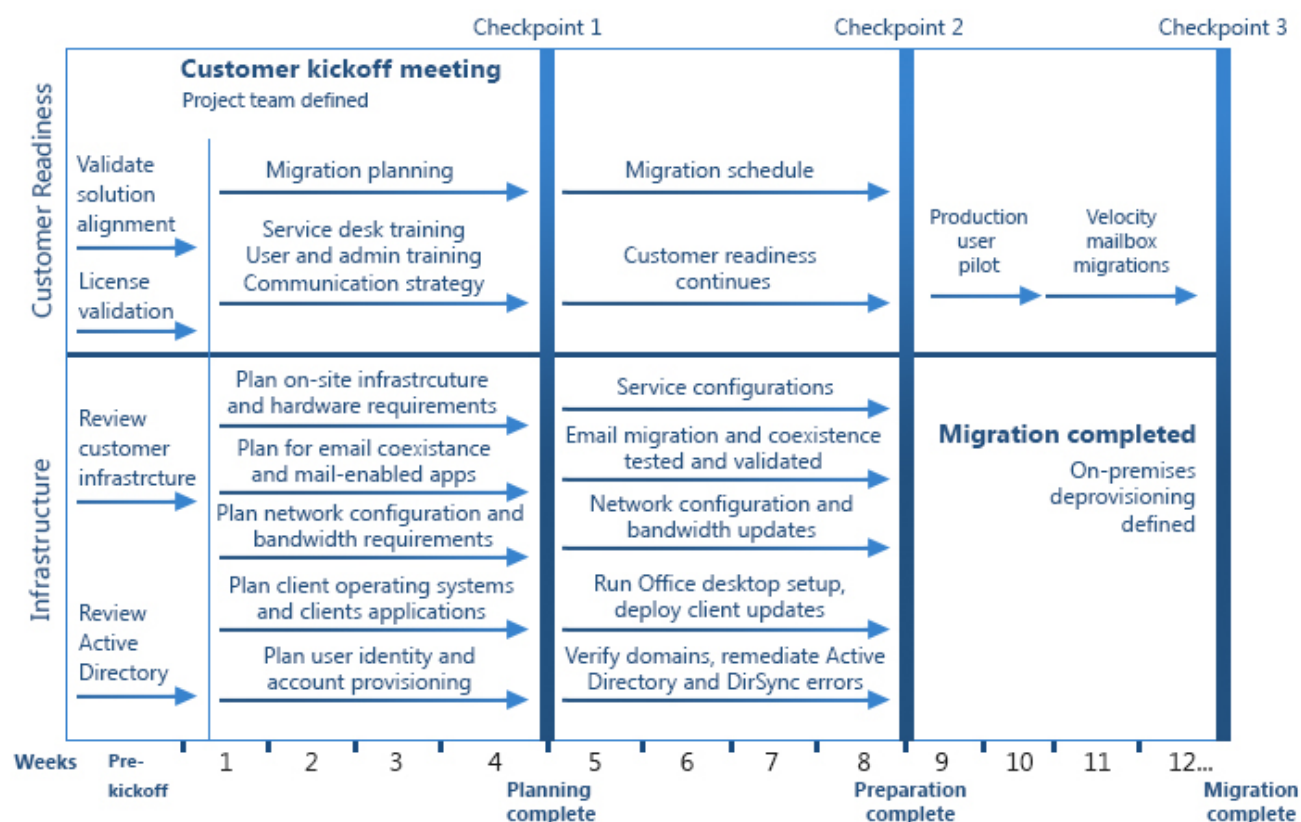 Checkpoint 1
Checkpoint 2
Checkpoint 3
Customer Readiness
Customer kickoff meeting
Project team defined
Validate
solution
alignment
License
validation
Migration planning
Service desk training
User and admin training
Communication strategy
Migration schedule
Customer readiness
continues
Production
user
pilot
Velocity
mailbox
migrations
Infrastructure
Review
customer
infrastrcture
Review
Active
Directory
Plan on-site infrastrcuture
and hardware requirements
Plan for email coexistance
and mail-enabled apps
Plan network configuration and
bandwidth requirements
Plan client operating systems
and clients applications
Plan user identity and
account provisioning
Service configurations
Email migration and coexistence
tested and validated
Network configuration and
bandwidth updates
Run Office desktop setup,
deploy client updates
Verify domains, remediate Active
Directory and DirSync errors
Migration completed
On-premises
deprovisioning
defined
Weeks
Pre-
kickoff
1
2
3
4
5
6
7
8
9
10
11
12...
Planning
complete
Preparation
complete
Migration
complete